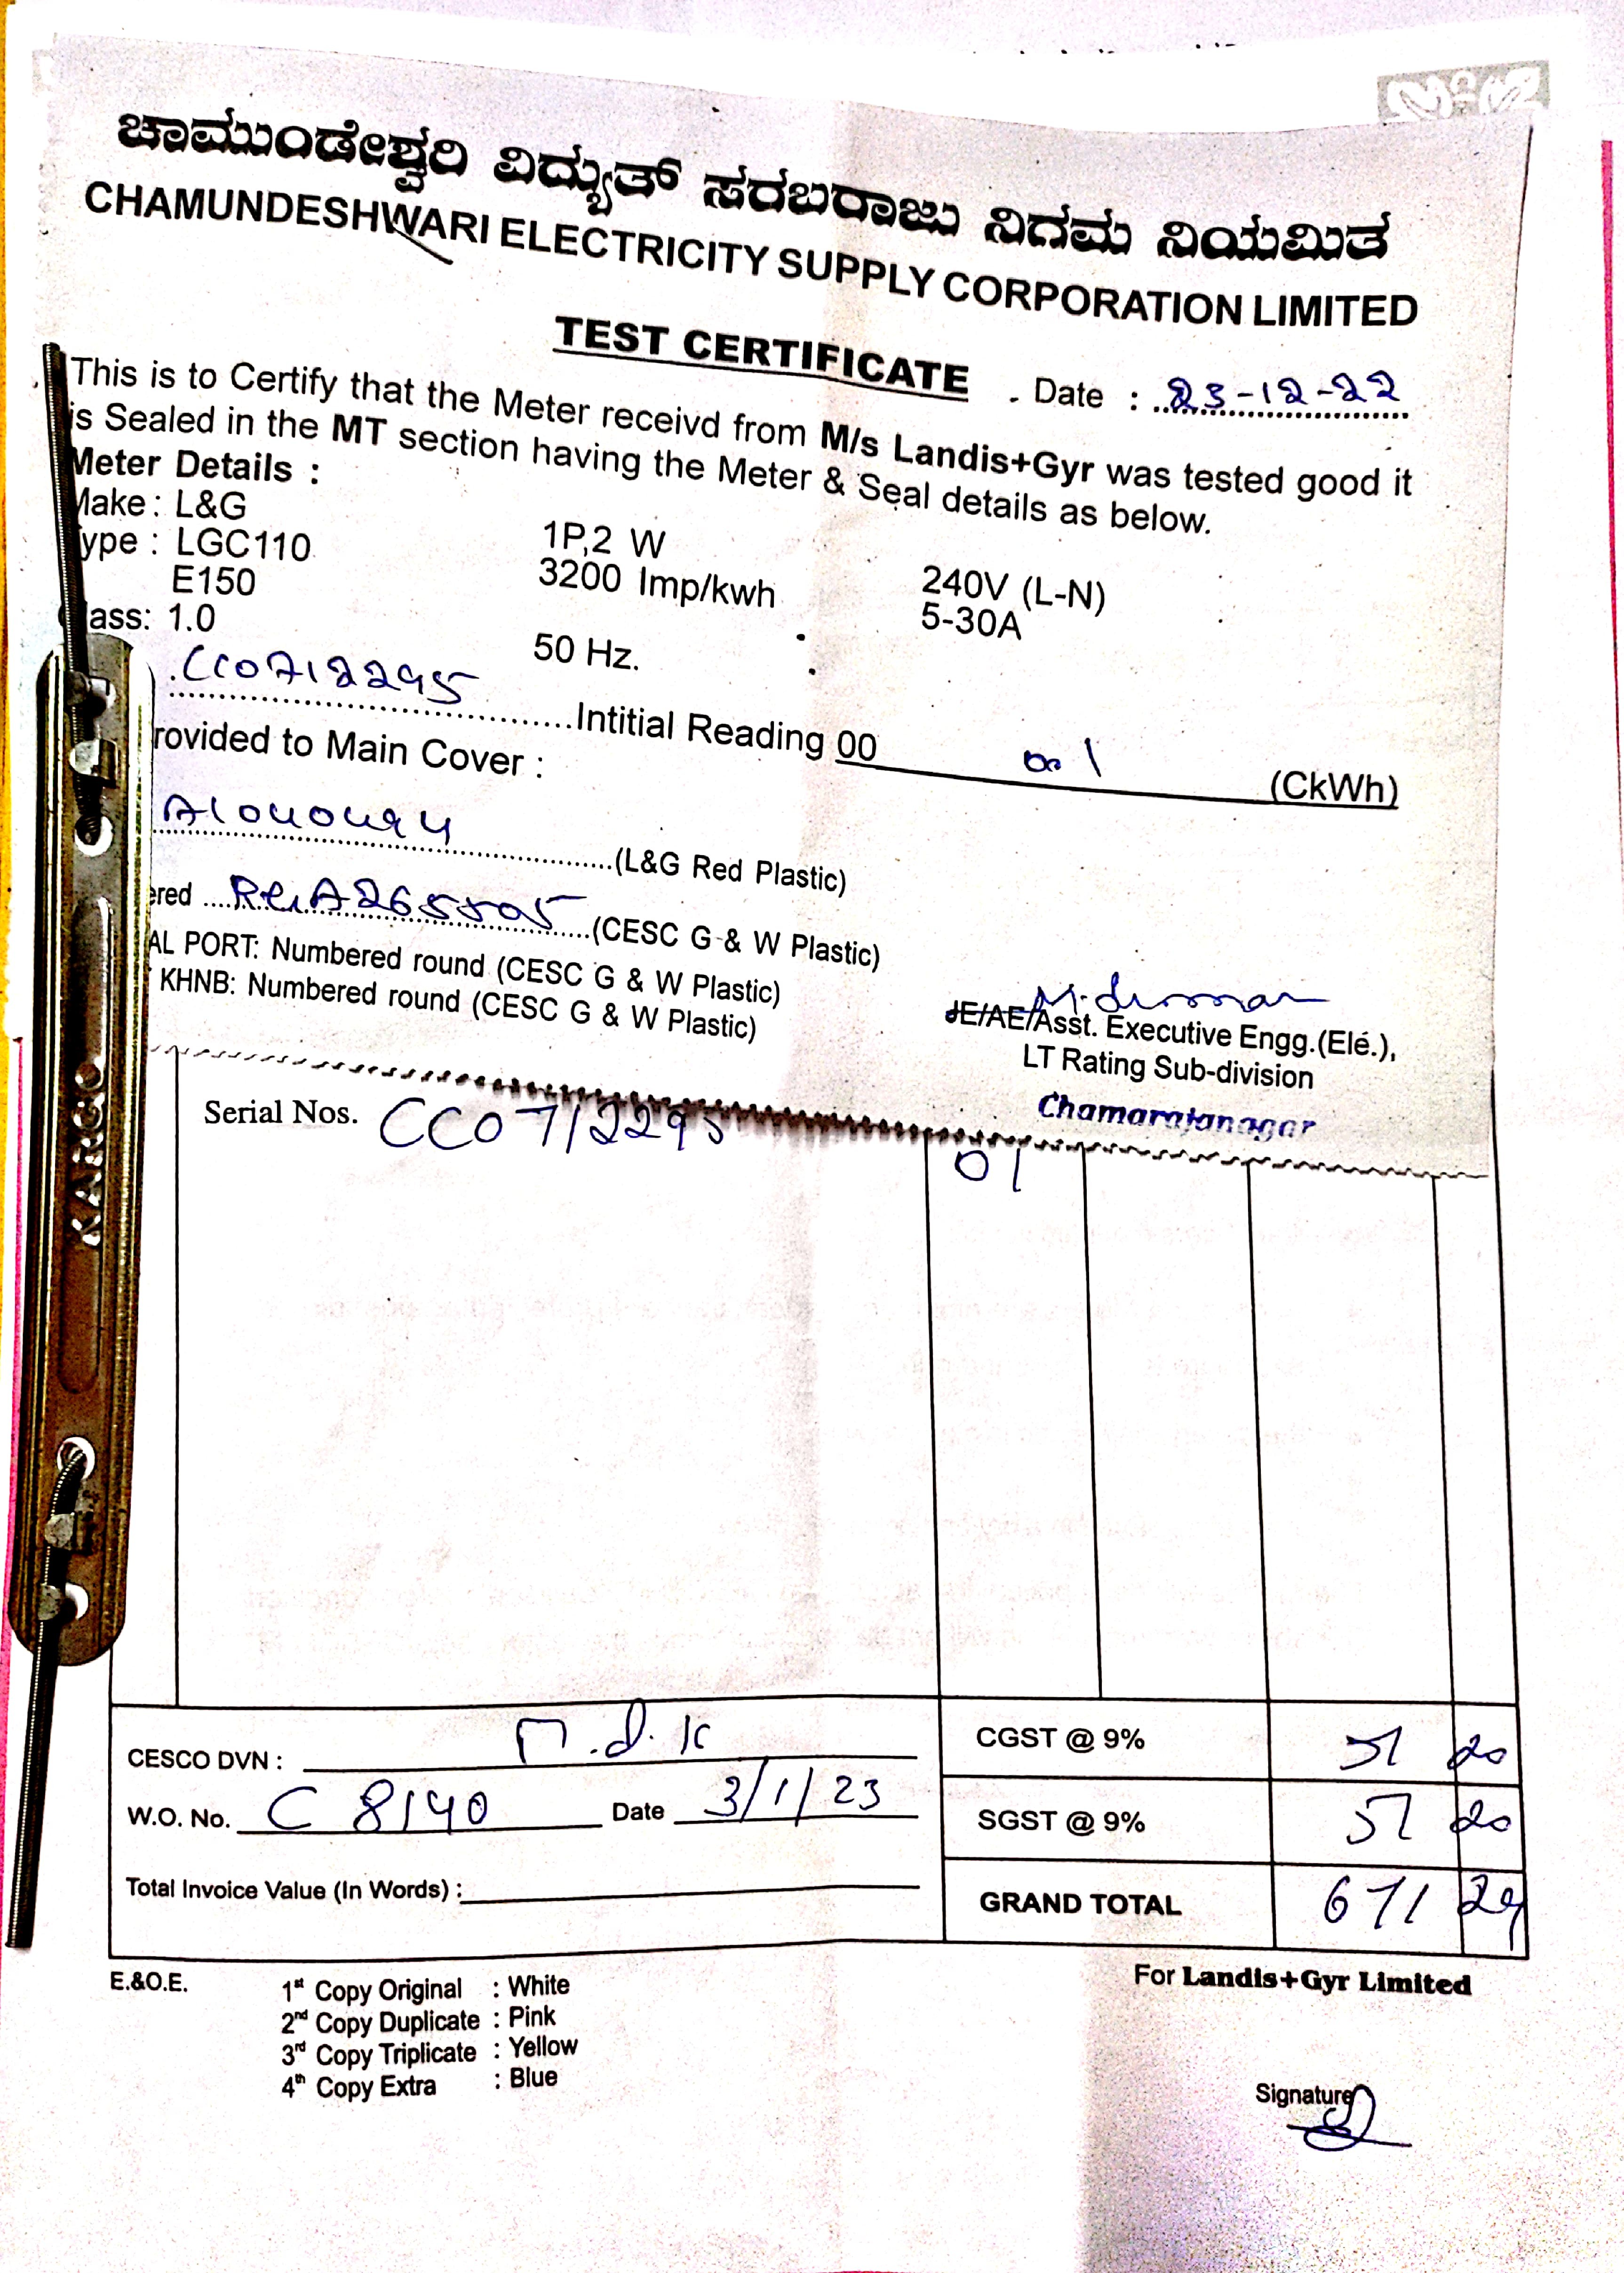 ಚಾಮುಂಡೇಶ್ವರಿ ವಿದ್ಯುತ್ ಸರಬರಾಜು ನಿಗಮ ನಿಯಮಿತ
CHAMUNDESHWARI ELECTRICITY SUPPLY CORPORATION LIMITED
TEST CERTIFICATE
Date : 23-12-22
This is to Certify that the Meter receivd from M/s Landis+Gyr was tested good it
is Sealed in the MT section having the Meter & Seal details as below.
Meter Details :
Make : L&G
ype : LGC110 1P,2 W 240V (L-N)
E150 3200 Imp/kwh 5-30A
ass: 1.0 50 Hz.
CC0712295 Intitial Reading 00 001 (CkWh)
rovided to Main Cover :
A1040494 (L&G Red Plastic)
ered (CESC G & W Plastic)
AL PORT: Numbered round (CESC G & W Plastic)
KHNB: Numbered round (CESC G & W Plastic)
JE/AE/Asst. Executive Engg.(Ele.),
LT Rating Sub-division
Chamarajanagar
Serial Nos. CC0712295 01
KARGO
CESCO DVN : CGST @ 9% 51 20
W.O. No. C 8140 Date 3/1/23 SGST @ 9% 51 20
Total Invoice Value (In Words) : GRAND TOTAL 671 24
E.&O.E.
1st Copy Original : White
2nd Copy Duplicate : Pink
3rd Copy Triplicate : Yellow
4th Copy Extra : Blue
For Landis+Gyr Limited
Signature